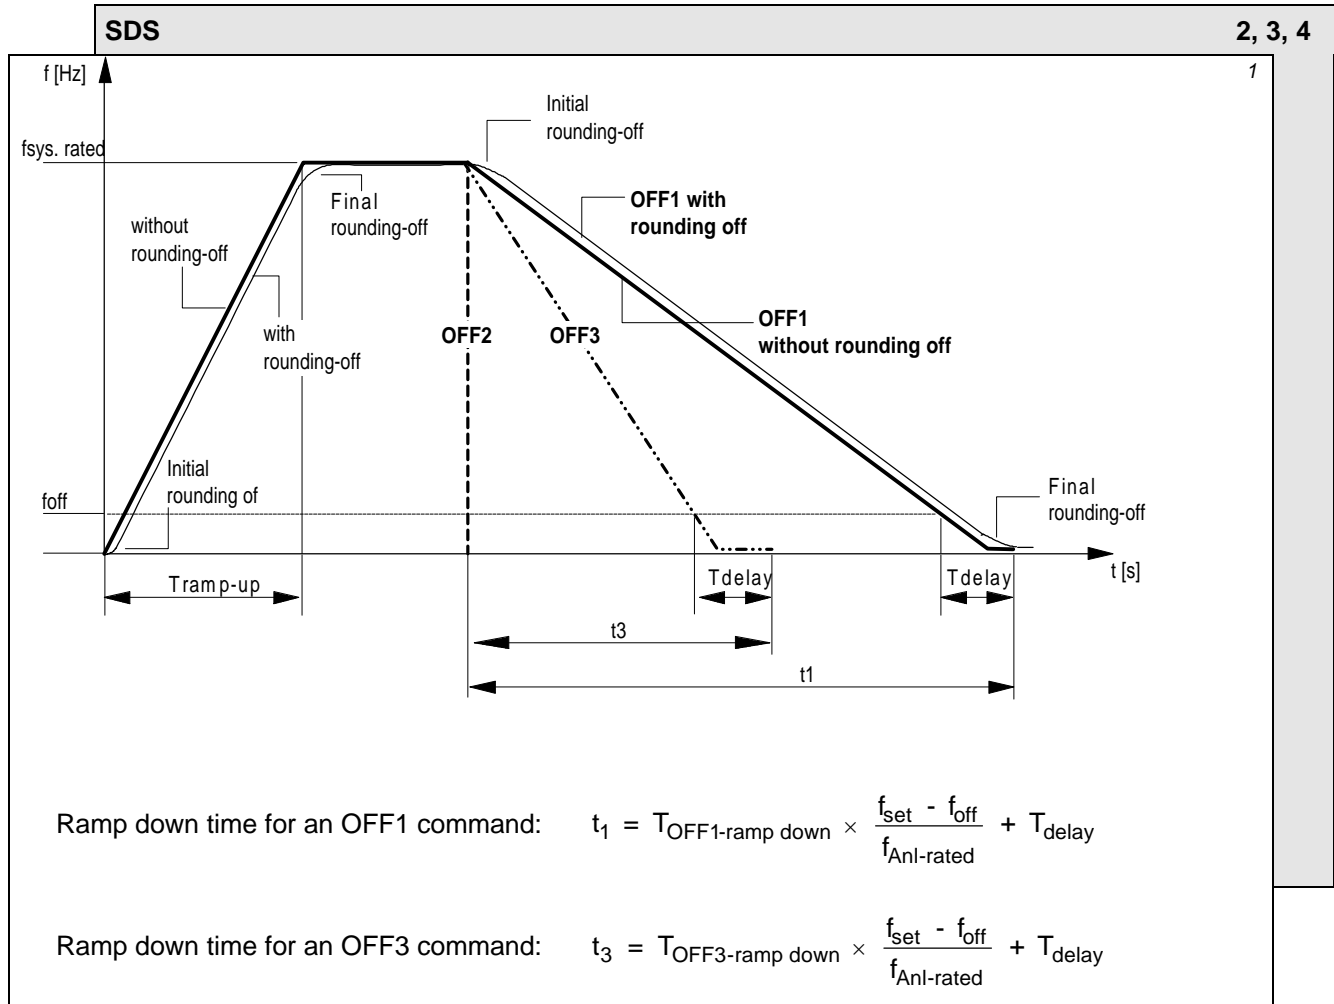 SDS 2, 3, 4
1
f [Hz]
Initial
rounding-off
fsys. rated
Final
rounding-off
OFF1 with
rounding off
without
rounding-off
with
rounding-off
OFF2
OFF3
OFF1
without rounding off
Initial
rounding of
foff
Final
rounding-off
t [s]
Tramp-up
Tdelay
Tdelay
t3
t1
Ramp down time for an OFF1 command: t1 = TOFF1-ramp down × (fset - foff) / fAnl-rated + Tdelay
Ramp down time for an OFF3 command: t3 = TOFF3-ramp down × (fset - foff) / fAnl-rated + Tdelay